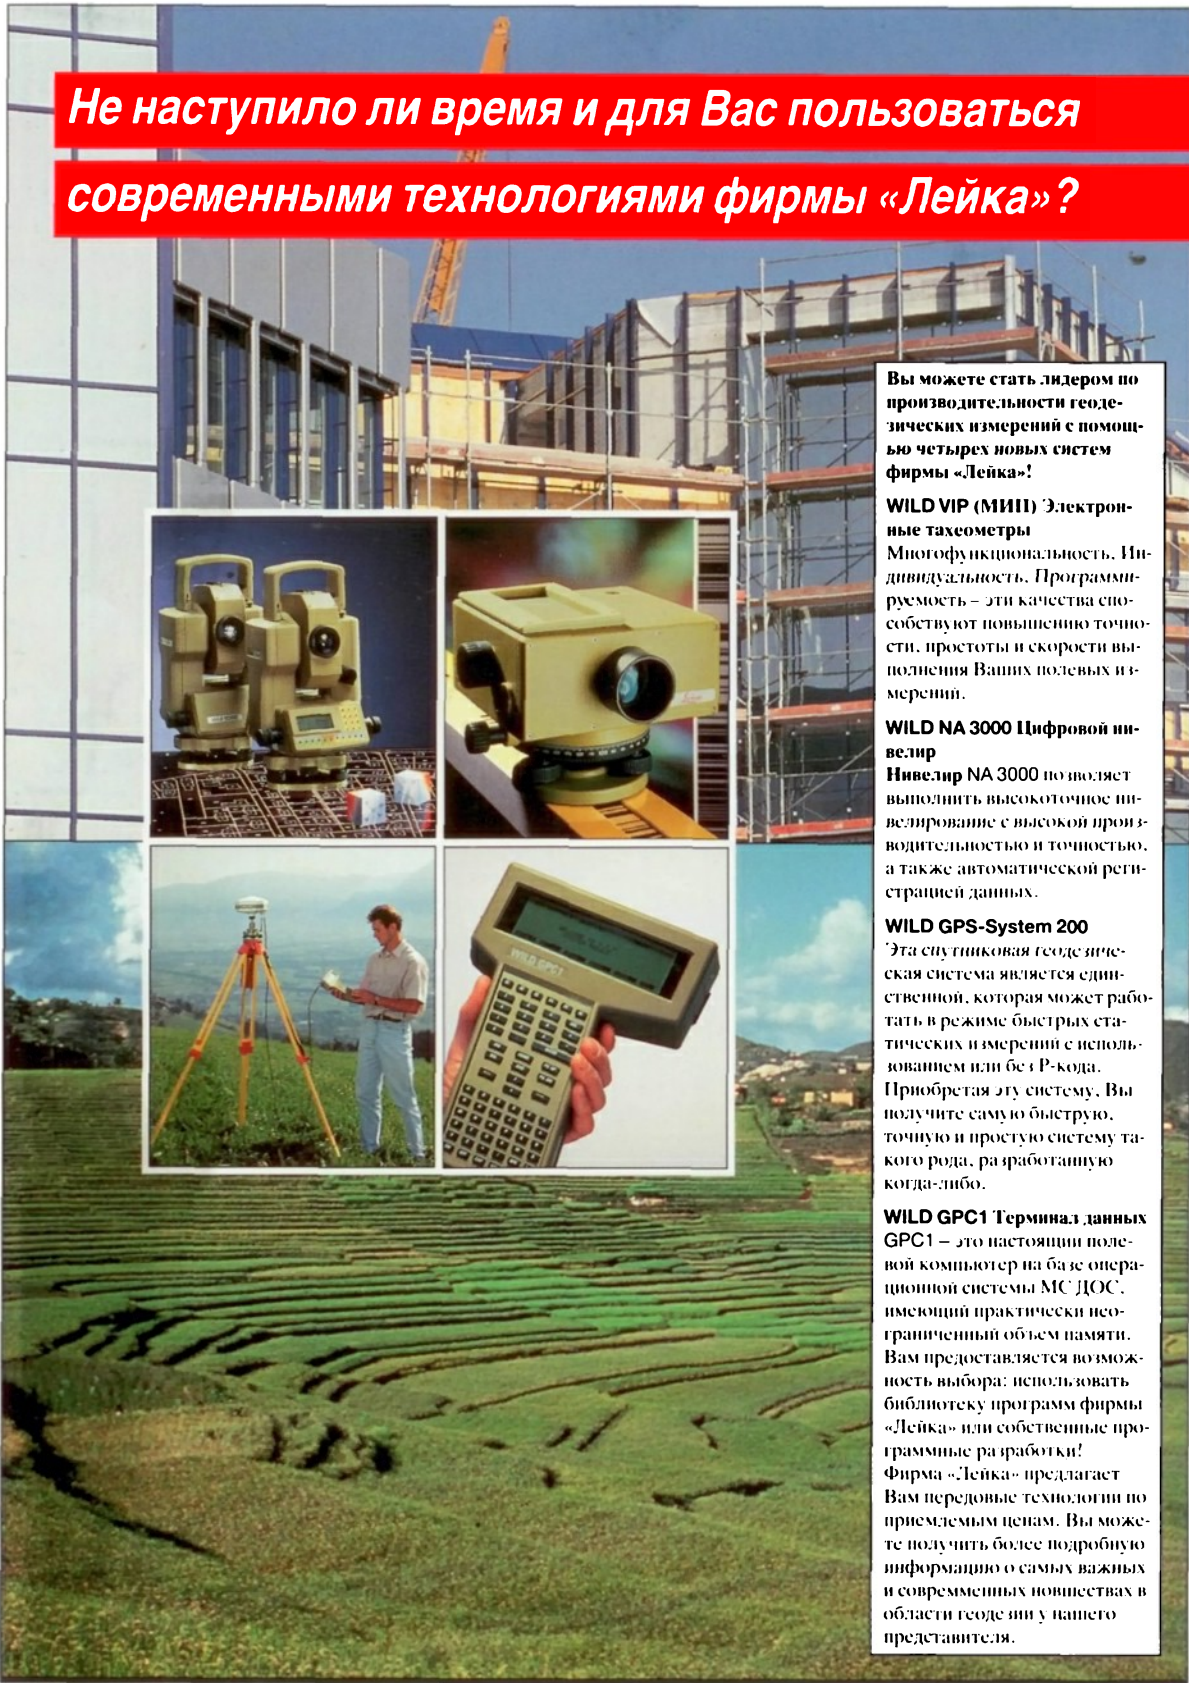 Не наступило ли время и для Вас пользоваться
современными технологиями фирмы «Лейка»?
Вы можете стать лидером по
производительности геоде-
зических измерений с помощ-
ью четырех новых систем
фирмы «Лейка»!
WILD VIP (МИП) Электрон-
ные тахеометры
Многофункциональность, Ин-
дивидуальность, Программи-
руемость – эти качества спо-
собствуют повышению точно-
сти, простоты и скорости вы-
полнения Ваших полевых из-
мерений.
WILD NA 3000 Цифровой ни-
велир
Нивелир NA 3000 позволяет
выполнить высокоточное ни-
велирование с высокой произ-
водительностью и точностью,
а также автоматической реги-
страцией данных.
WILD GPS-System 200
Эта спутниковая геодезиче-
ская система является един-
ственной, которая может рабо-
тать в режиме быстрых ста-
тических измерений с исполь-
зованием или без P-кода.
Приобретая эту систему, Вы
получите самую быструю,
точную и простую систему та-
кого рода, разработанную
когда-либо.
WILD GPC1 Терминал данных
GPC1 – это настоящий поле-
вой компьютер на базе опера-
ционной системы МС ДОС,
имеющий практически нео-
граниченный объем памяти.
Вам предоставляется возмож-
ность выбора: использовать
библиотеку программ фирмы
«Лейка» или собственные про-
граммные разработки!
Фирма «Лейка» предлагает
Вам передовые технологии по
приемлемым ценам. Вы може-
те получить более подробную
информацию о самых важных
и совремменных новшествах в
области геодезии у нашего
представителя.
WILD GPC1